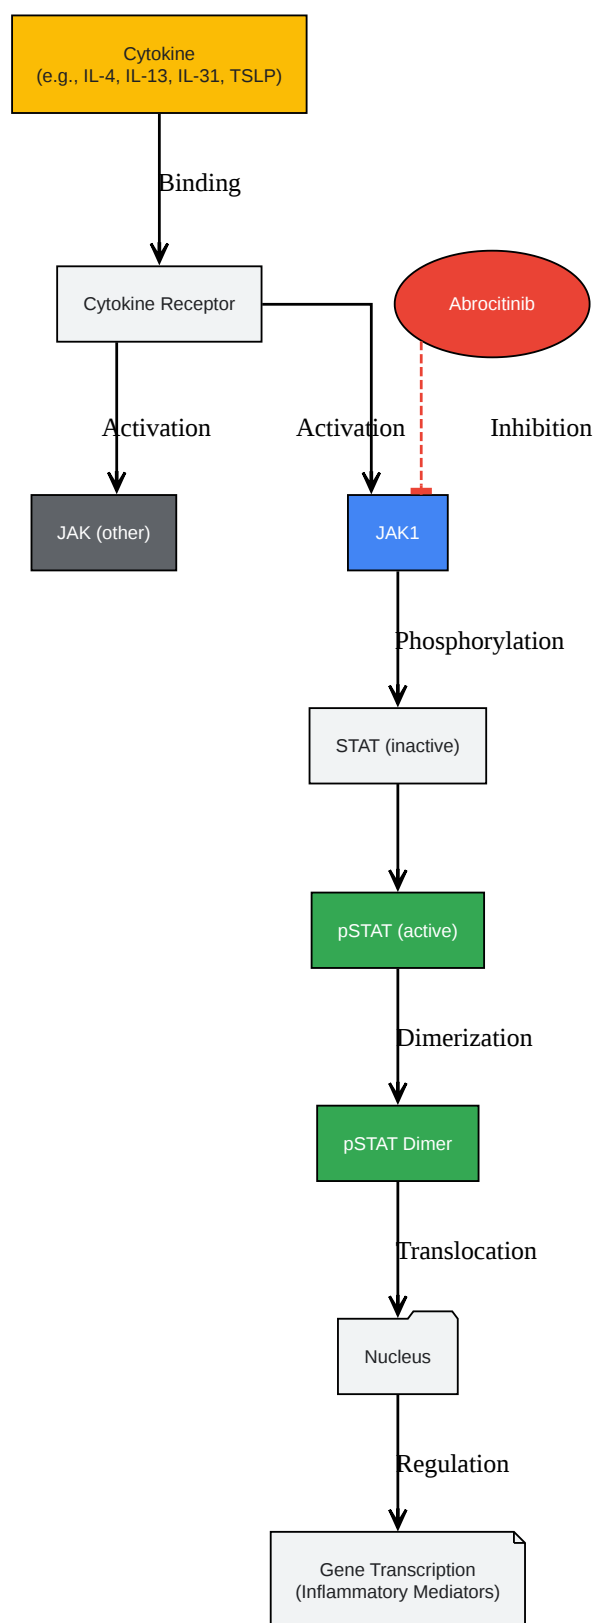 Cytokine
(e.g., IL-4, IL-13, IL-31, TSLP)
Binding
Cytokine Receptor
Abrocitinib
Activation
Activation
Inhibition
JAK (other)
JAK1
Phosphorylation
STAT (inactive)
pSTAT (active)
Dimerization
pSTAT Dimer
Translocation
Nucleus
Regulation
Gene Transcription
(Inflammatory Mediators)